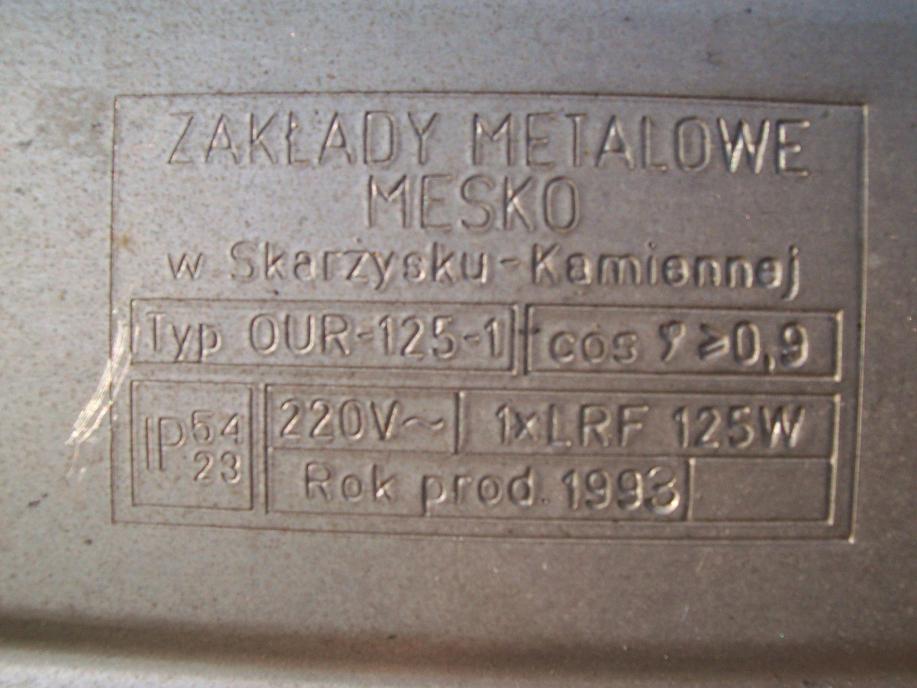 ZAKŁADY METALOWE
MESKO
w Skarżysku-Kamiennej
Typ OUR-125-1 cos φ ≥0,9
IP 54 220V~ 1xLRF 125W
23 Rok prod. 1993